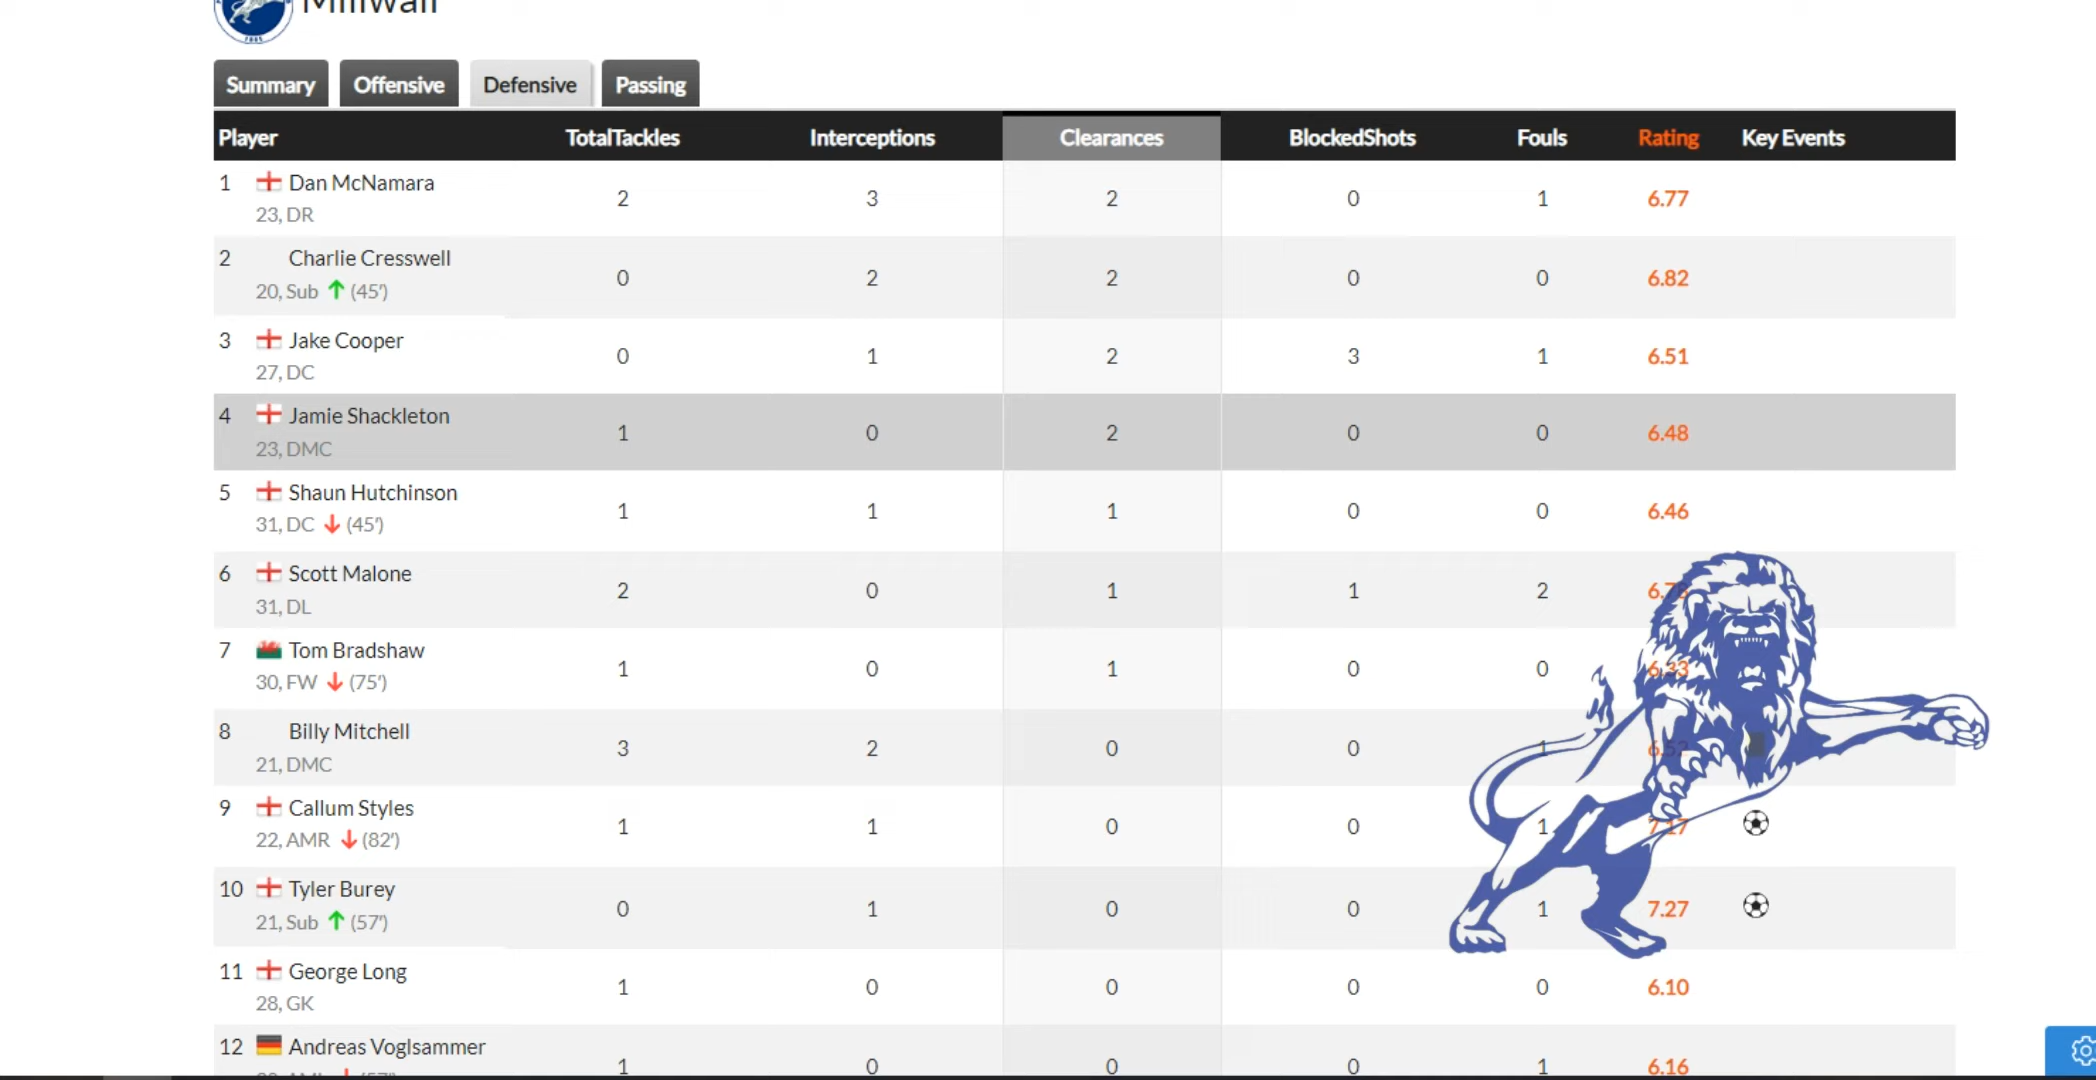 Millwall
Summary Offensive Defensive Passing
Player TotalTackles Interceptions Clearances BlockedShots Fouls Rating Key Events
1 Dan McNamara 2 3 2 0 1 6.77
23, DR
2 Charlie Cresswell 0 2 2 0 0 6.82
20, Sub (45')
3 Jake Cooper 0 1 2 3 1 6.51
27, DC
4 Jamie Shackleton 1 0 2 0 0 6.48
23, DMC
5 Shaun Hutchinson 1 1 1 0 0 6.46
31, DC (45')
6 Scott Malone 2 0 1 1 2
31, DL
7 Tom Bradshaw 1 0 1 0 0 6.33
30, FW (75')
8 Billy Mitchell 3 2 0 0 1
21, DMC
9 Callum Styles 1 1 0 0 1 7.17
22, AMR (82')
10 Tyler Burey 0 1 0 0 1 7.27
21, Sub (57')
11 George Long 1 0 0 0 0 6.10
28, GK
12 Andreas Voglsammer 1 0 0 0 1 6.16